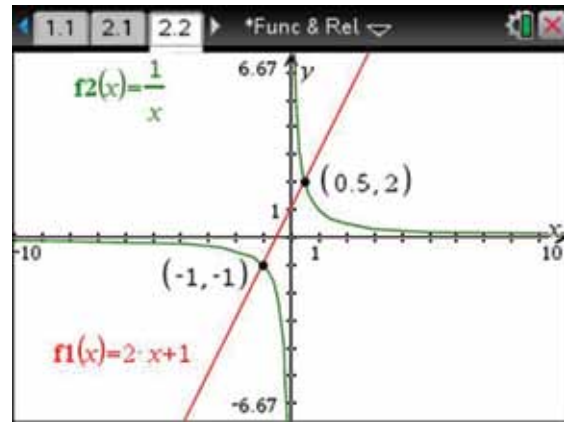 1.1 2.1 2.2 *Func & Rel
6.67 y
f2(x)=1/x
(0.5, 2)
1
x
-10 1 10
(-1, -1)
f1(x)=2·x+1
-6.67